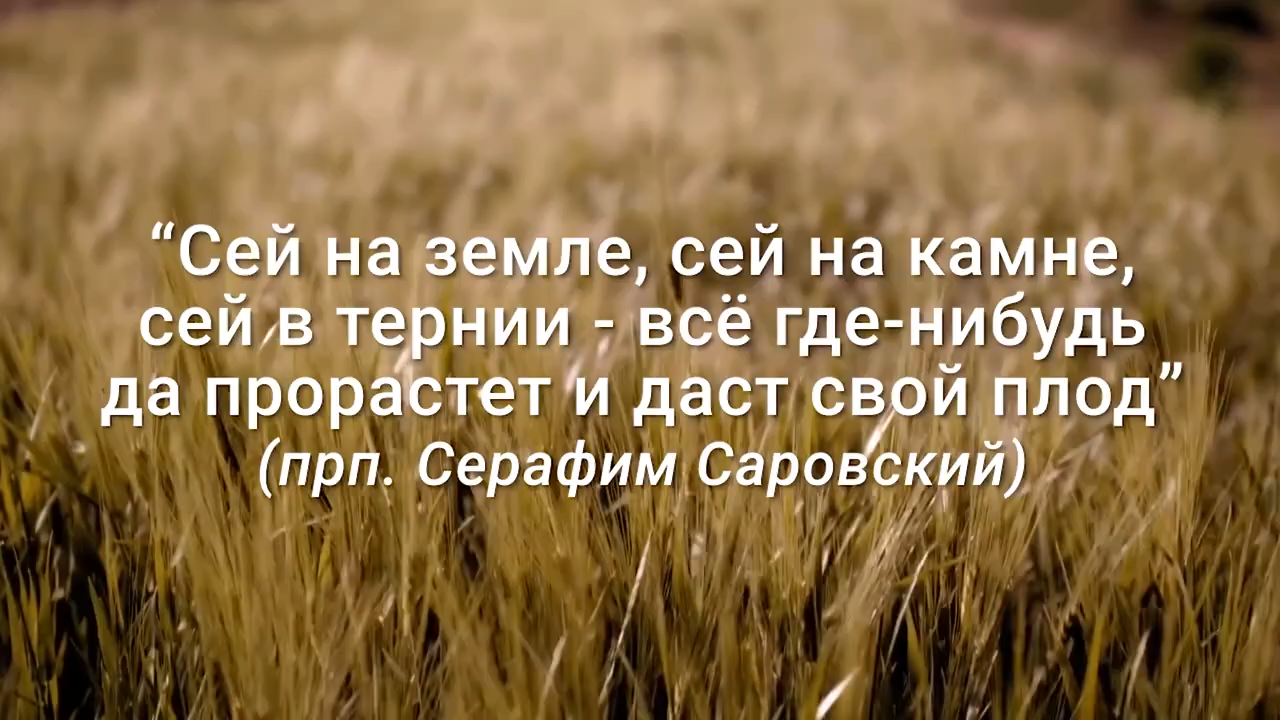 “Сей на земле, сей на камне,
сей в тернии - всё где-нибудь
да прорастет и даст свой плод”
(прп. Серафим Саровский)